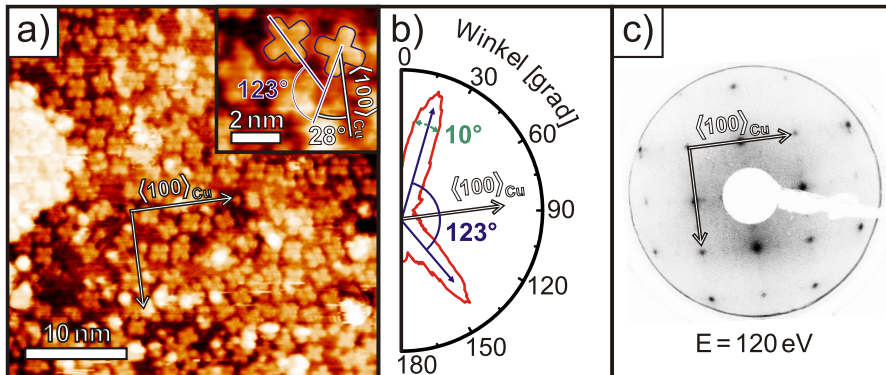 a)
123°
⟨100⟩Cu
2 nm
28°
⟨100⟩Cu
10 nm
b)
Winkel [grad]
0
30
60
90
120
150
180
10°
⟨100⟩Cu
123°
c)
⟨100⟩Cu
E = 120 eV